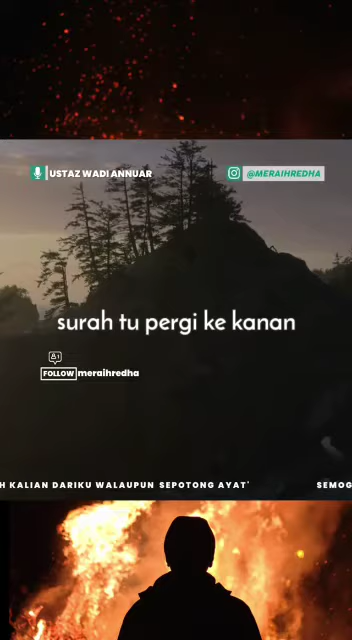 USTAZ WADI ANNUAR
@MERAIHREDHA
surah tu pergi ke kanan
FOLLOW meraihredha
H KALIAN DARIKU WALAUPUN SEPOTONG AYAT'
SEMOG